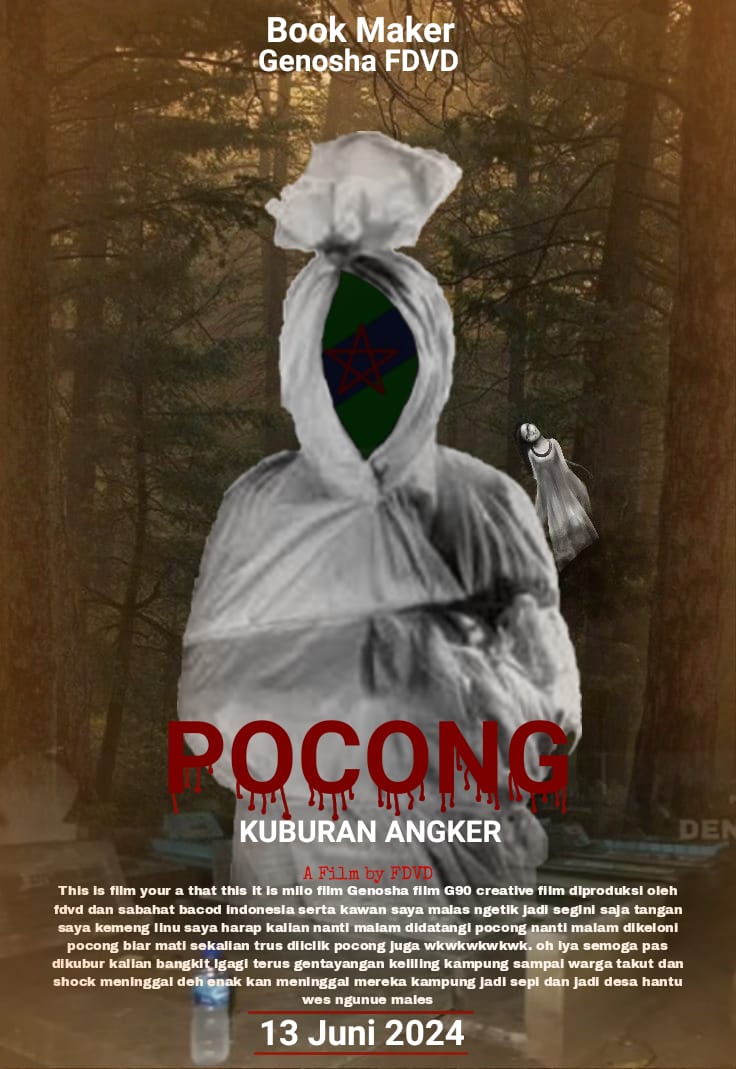 Book Maker
Genosha FDVD
POCONG
KUBURAN ANGKER
DEN
A Film by FDVD
This is film your a that this it is milo film Genosha film G90 creative film diproduksi oleh
fdvd dan sabahat bacod indonesia serta kawan saya malas ngetik jadi segini saja tangan
saya kemeng linu saya harap kalian nanti malam didatangi pocong nanti malam dikeloni
pocong biar mati sekalian trus diiclik pocong juga wkwkwkwkwk. oh iya semoga pas
dikubur kalian bangkit lgagi terus gentayangan keliling kampung sampai warga takut dan
shock meninggal deh enak kan meninggal mereka kampung jadi sepi dan jadi desa hantu
wes ngunue maies
13 Juni 2024